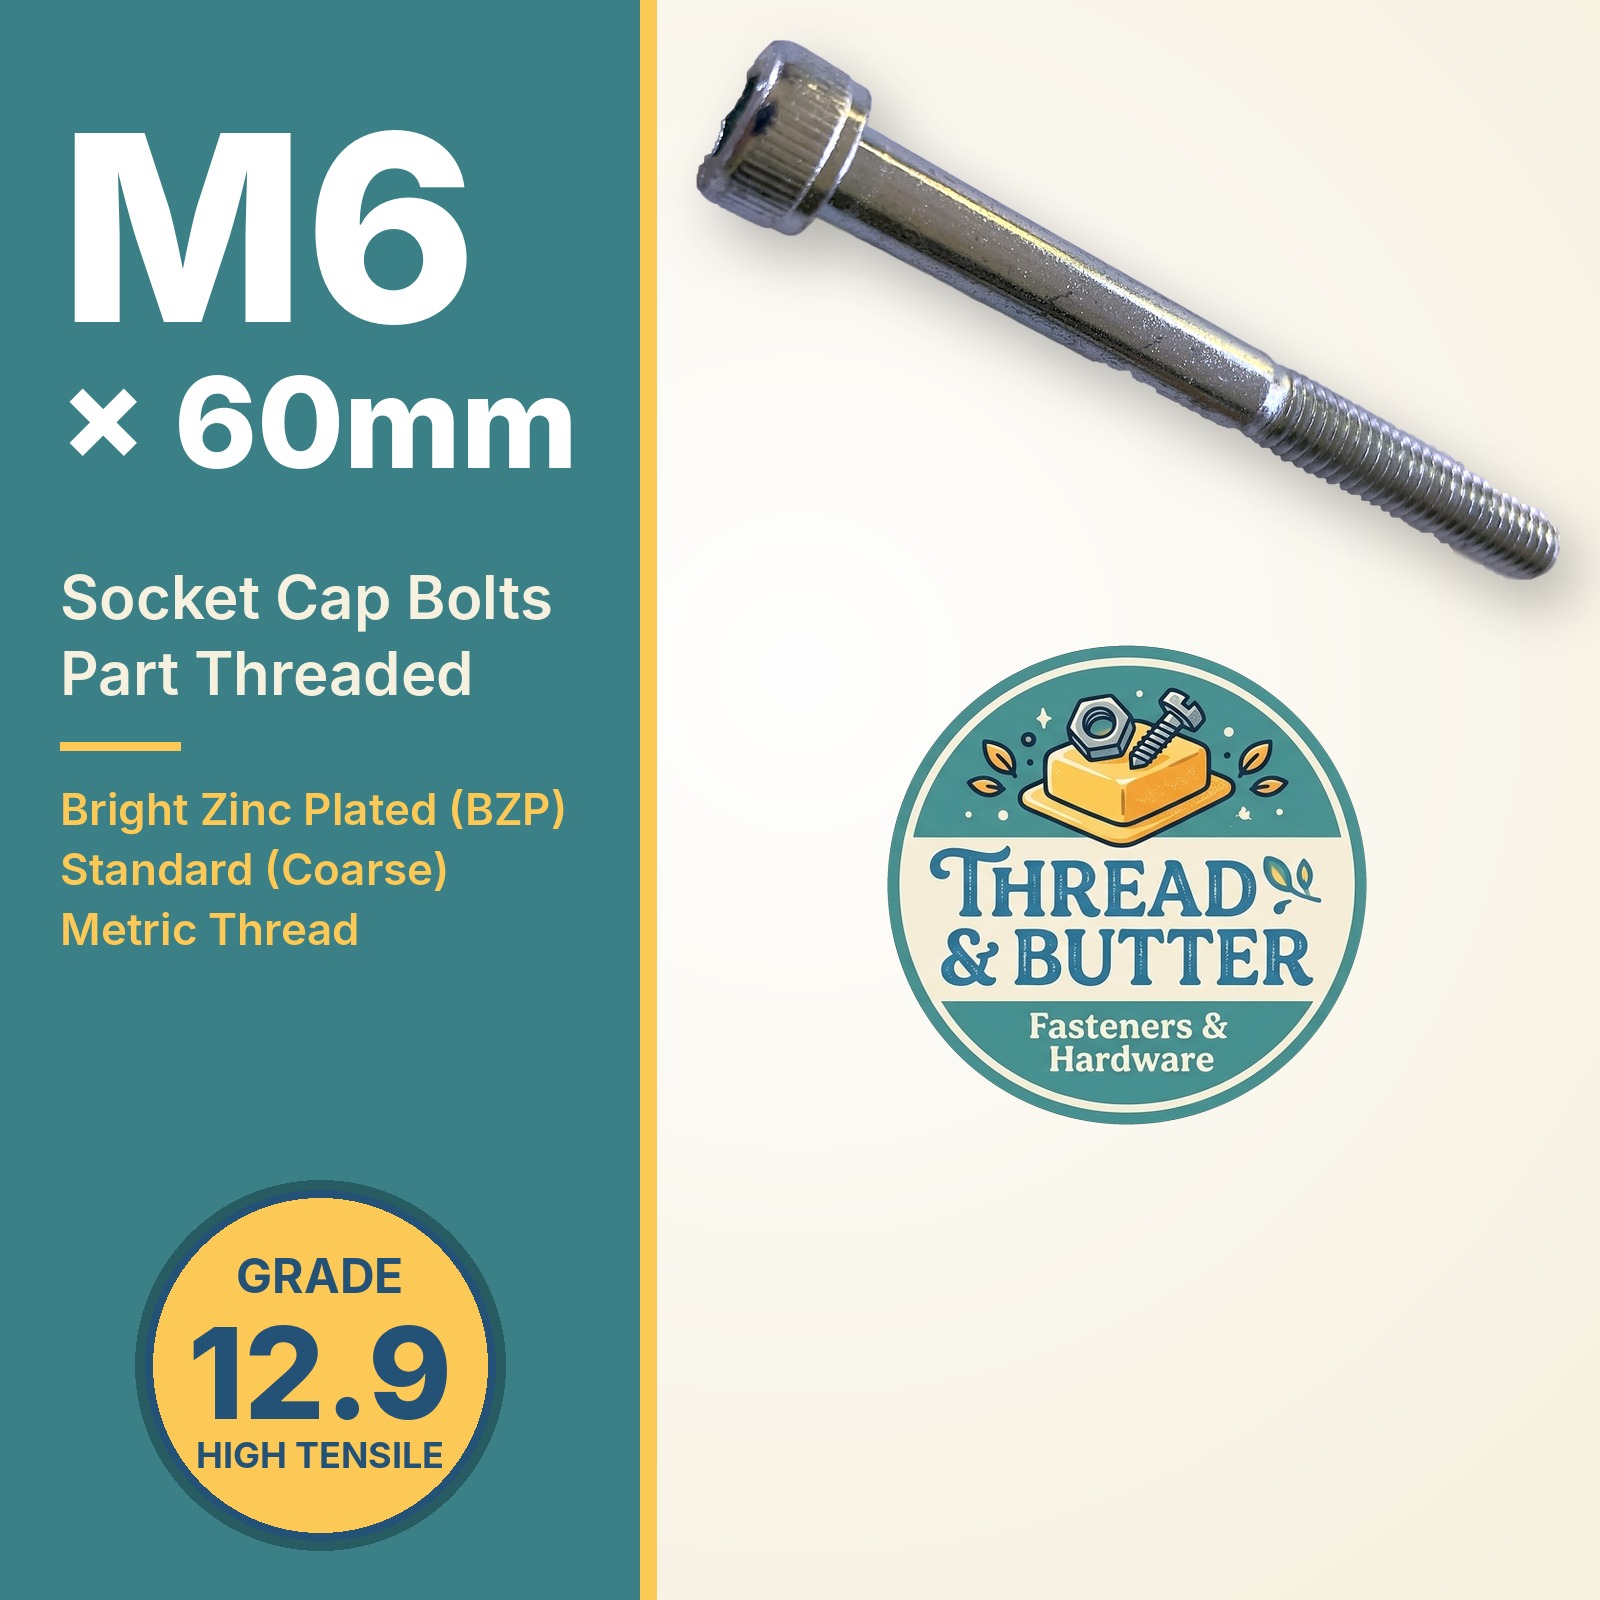 M6
× 60mm
Socket Cap Bolts
Part Threaded
Bright Zinc Plated (BZP)
Standard (Coarse)
Metric Thread
GRADE
12.9
HIGH TENSILE
THREAD
& BUTTER
Fasteners &
Hardware